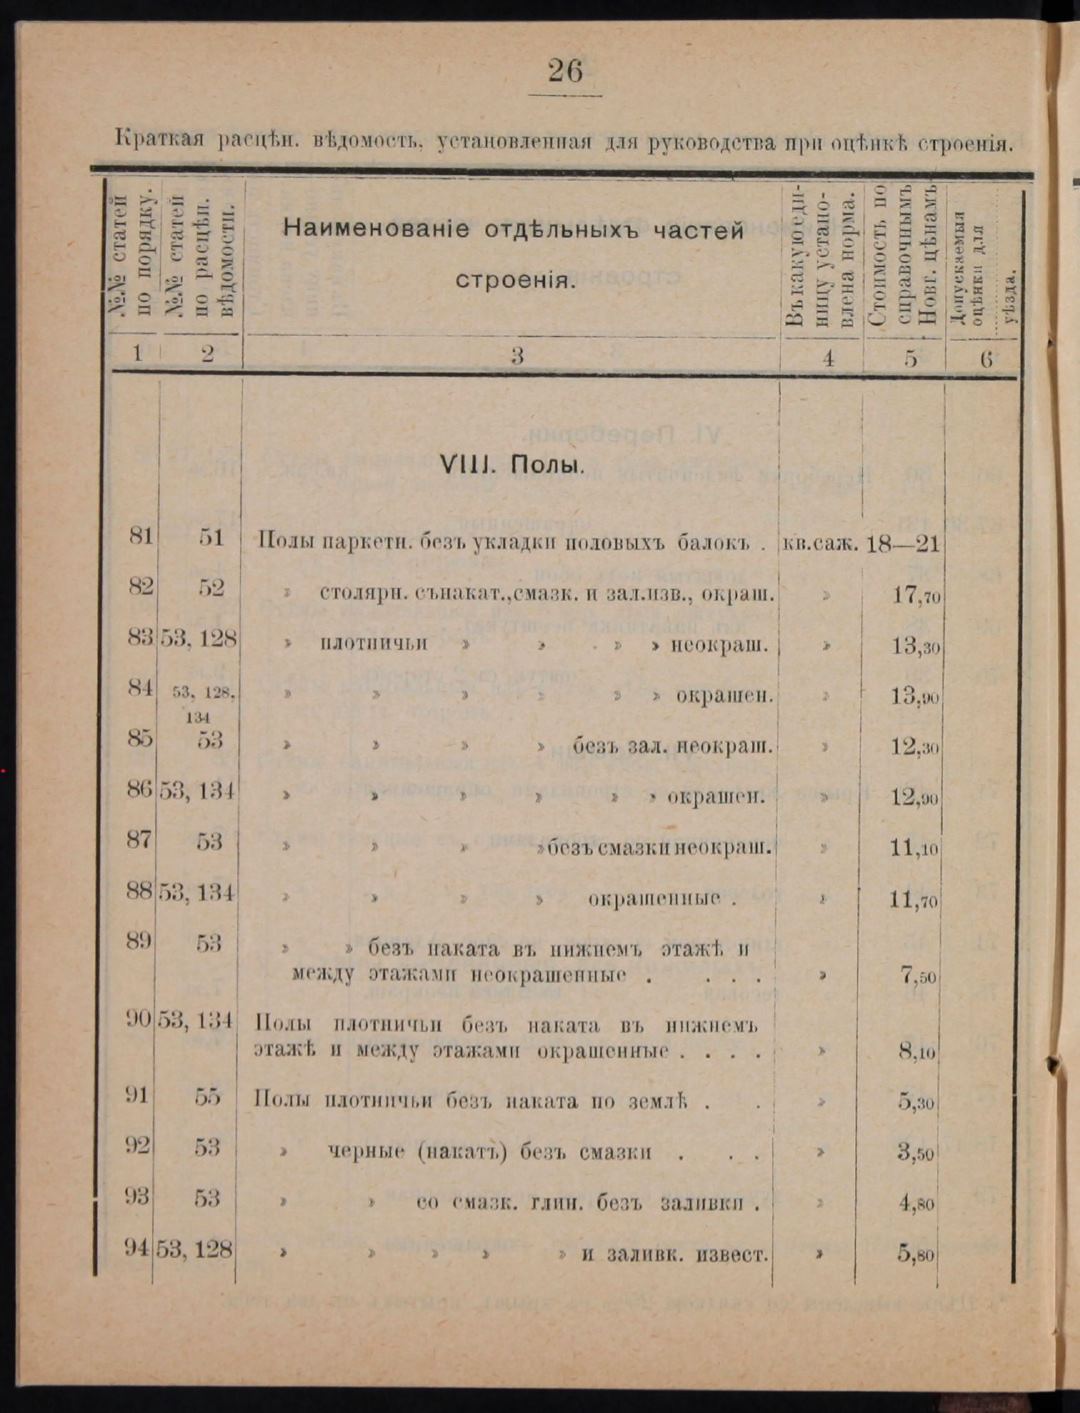 26
Краткая расцѣн. вѣдомость, установленная для руководства при оцѣнкѣ строенія.
№№ статей по порядку.
№№ статей по расцѣн. вѣдомости.
Наименованіе отдѣльныхъ частей
строенія.
Въ какую единицу установлена норма.
Стоимость по справочнымъ Новг. цѣнамъ
Допускаемыя оцѣнки для ........ уѣзда.
1 2 3 4 5 6
VIII. Полы.
81 51 Полы паркетн. безъ укладки половыхъ балокъ . кв.саж. 18—21
82 52 » столярн. съ накат., смазк. и зал. изв., окраш. » 17,70
83 53, 128 » плотничьи » » » » неокраш. » 13,30
84 53, 128, » » » » » » окрашен. » 13,90
134
85 53 » » » » безъ зал. неокраш. » 12,30
86 53, 134 » » » » » » окрашен. » 12,90
87 53 » » » » безъ смазки неокраш. » 11,10
88 53, 134 » » » » окрашенные . » 11,70
89 53 » » безъ наката въ нижнемъ этажѣ и
между этажами неокрашенные . . . . » 7,50
90 53, 134 Полы плотничьи безъ наката въ нижнемъ
этажѣ и между этажами окрашенные . . . . » 8,10
91 55 Полы плотничьи безъ наката по землѣ . . » 5,30
92 53 » черные (накатъ) безъ смазки . . . » 3,50
93 53 » » со смазк. глин. безъ заливки . » 4,80
94 53, 128 » » » » » и заливк. извест. » 5,80